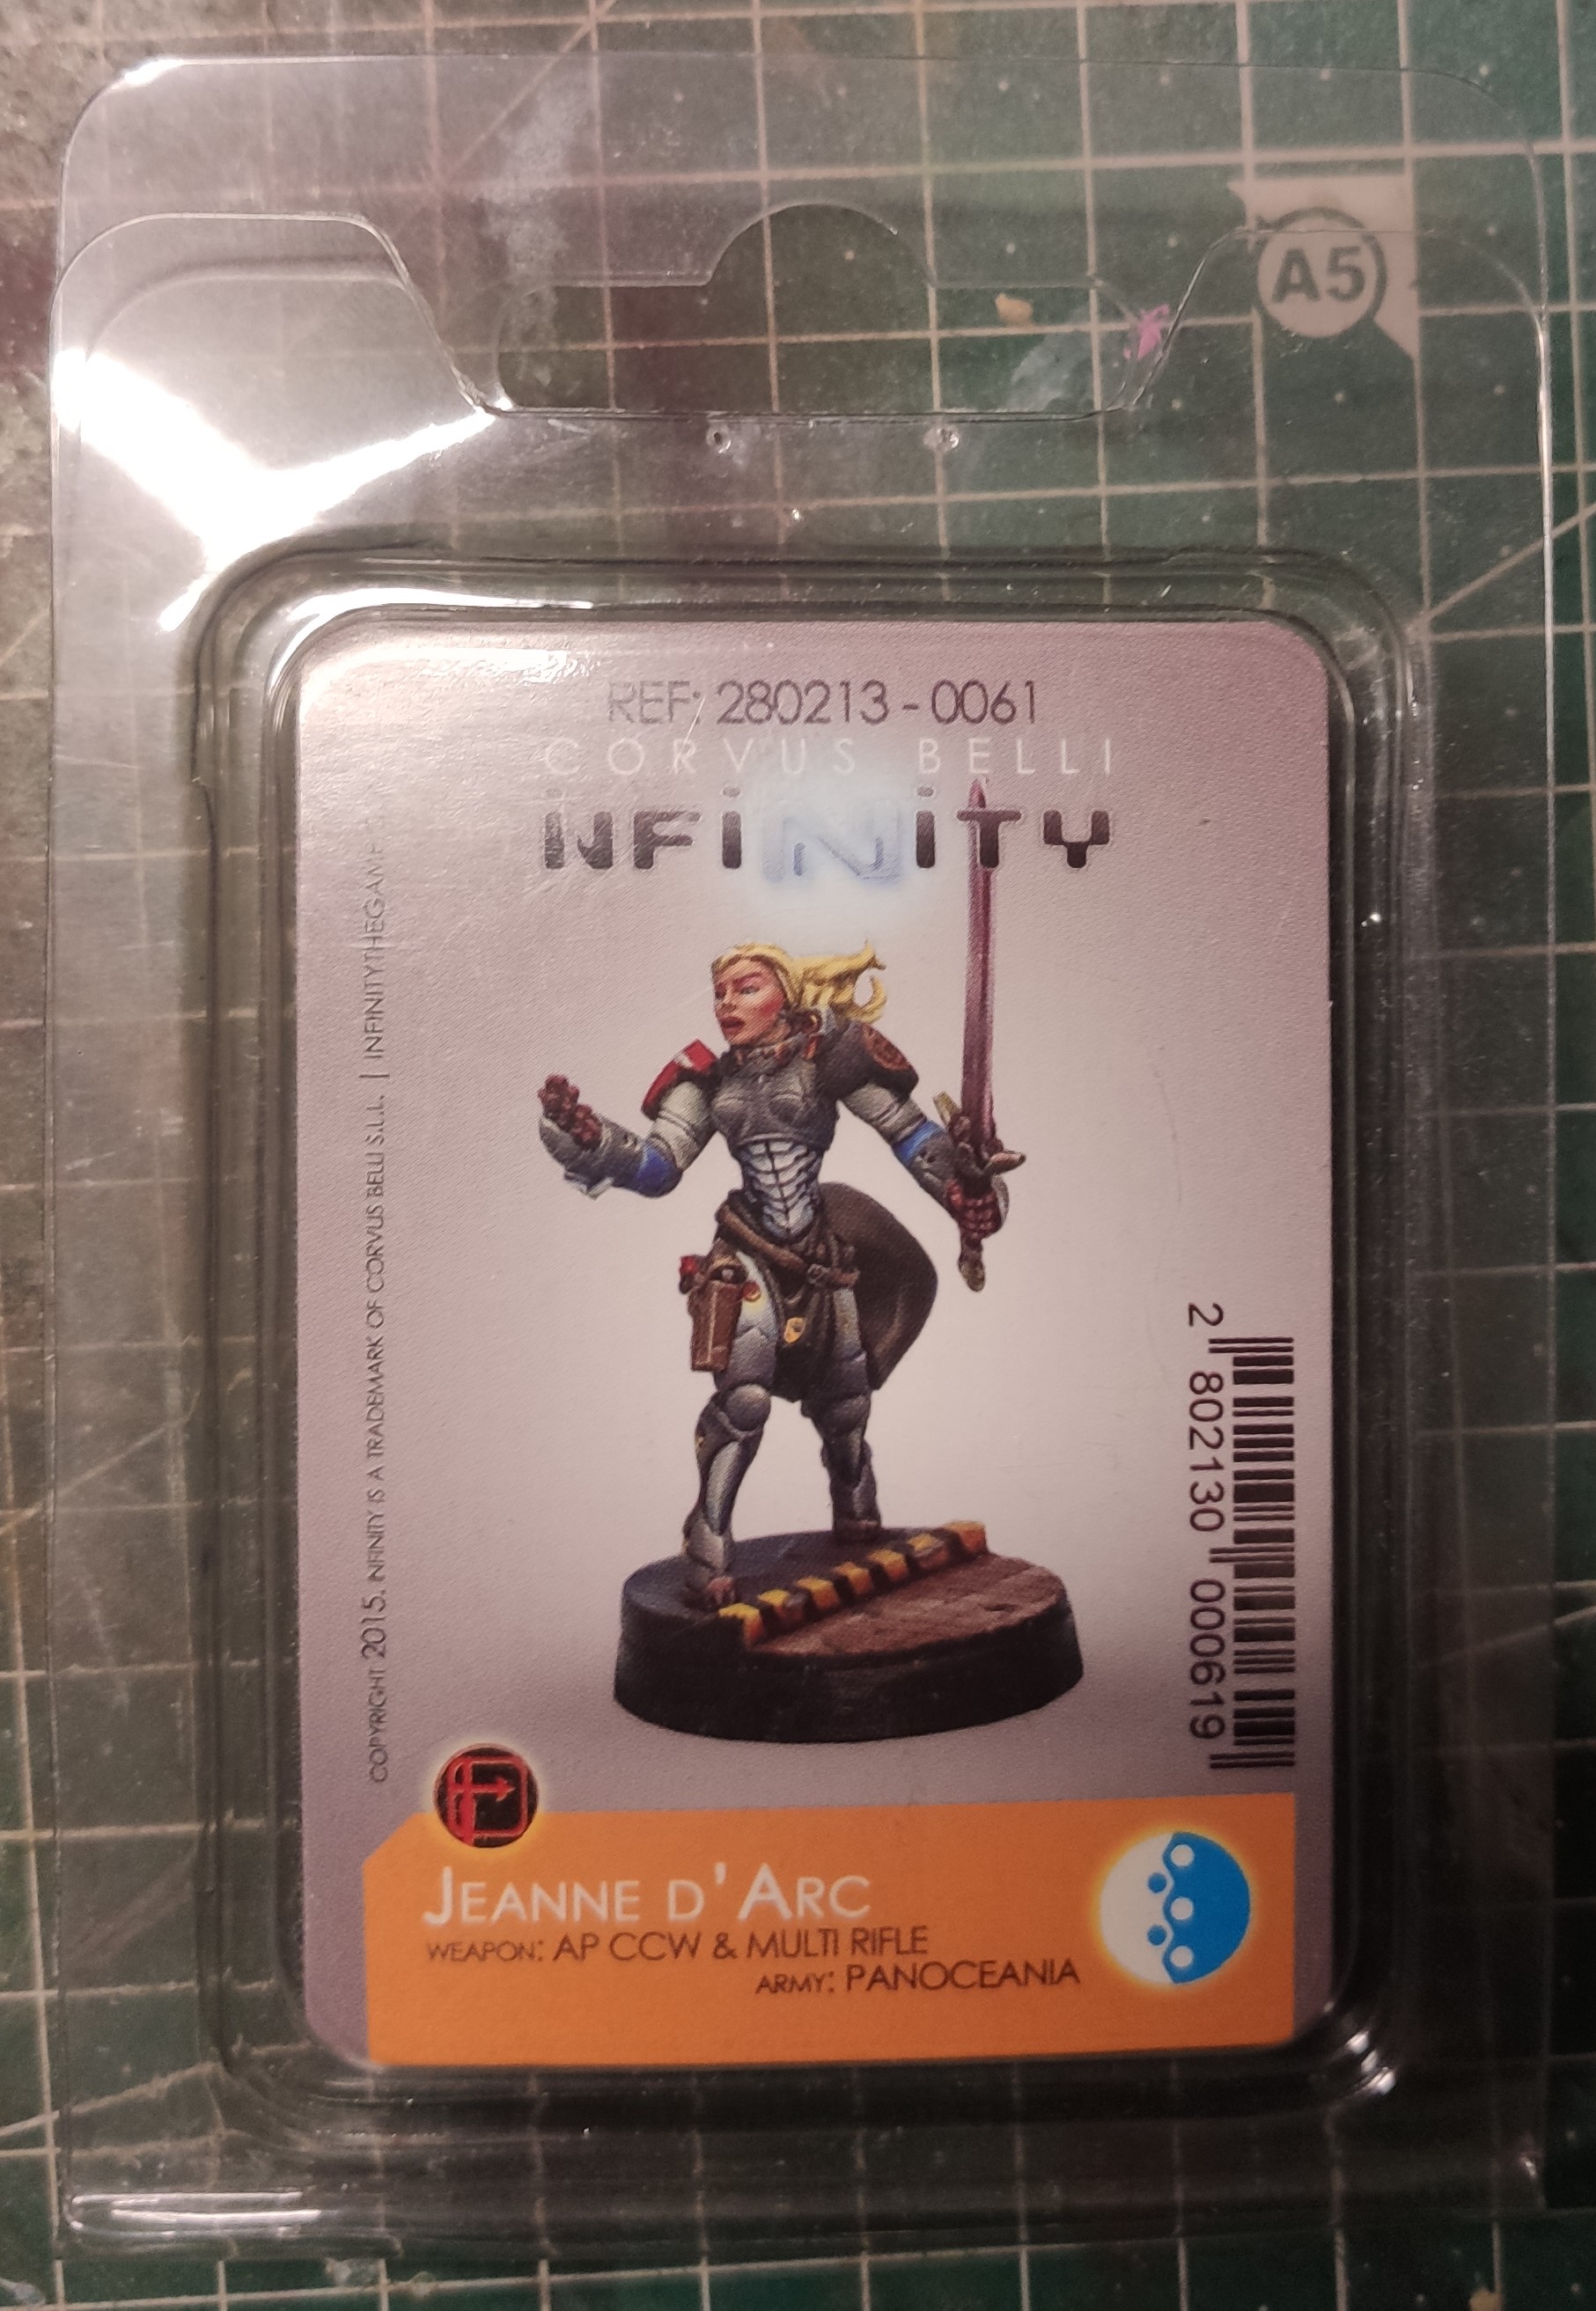 A5
REF: 280213-0061
CORVUS BELLI
iNFiNiTY
COPYRIGHT 2015. INFINITY IS A TRADEMARK OF CORVUS BELLI S.L.L. | INFINITYTHEGAME
2 802130 000619
JEANNE D'ARC
WEAPON: AP CCW & MULTI RIFLE
ARMY: PANOCEANIA